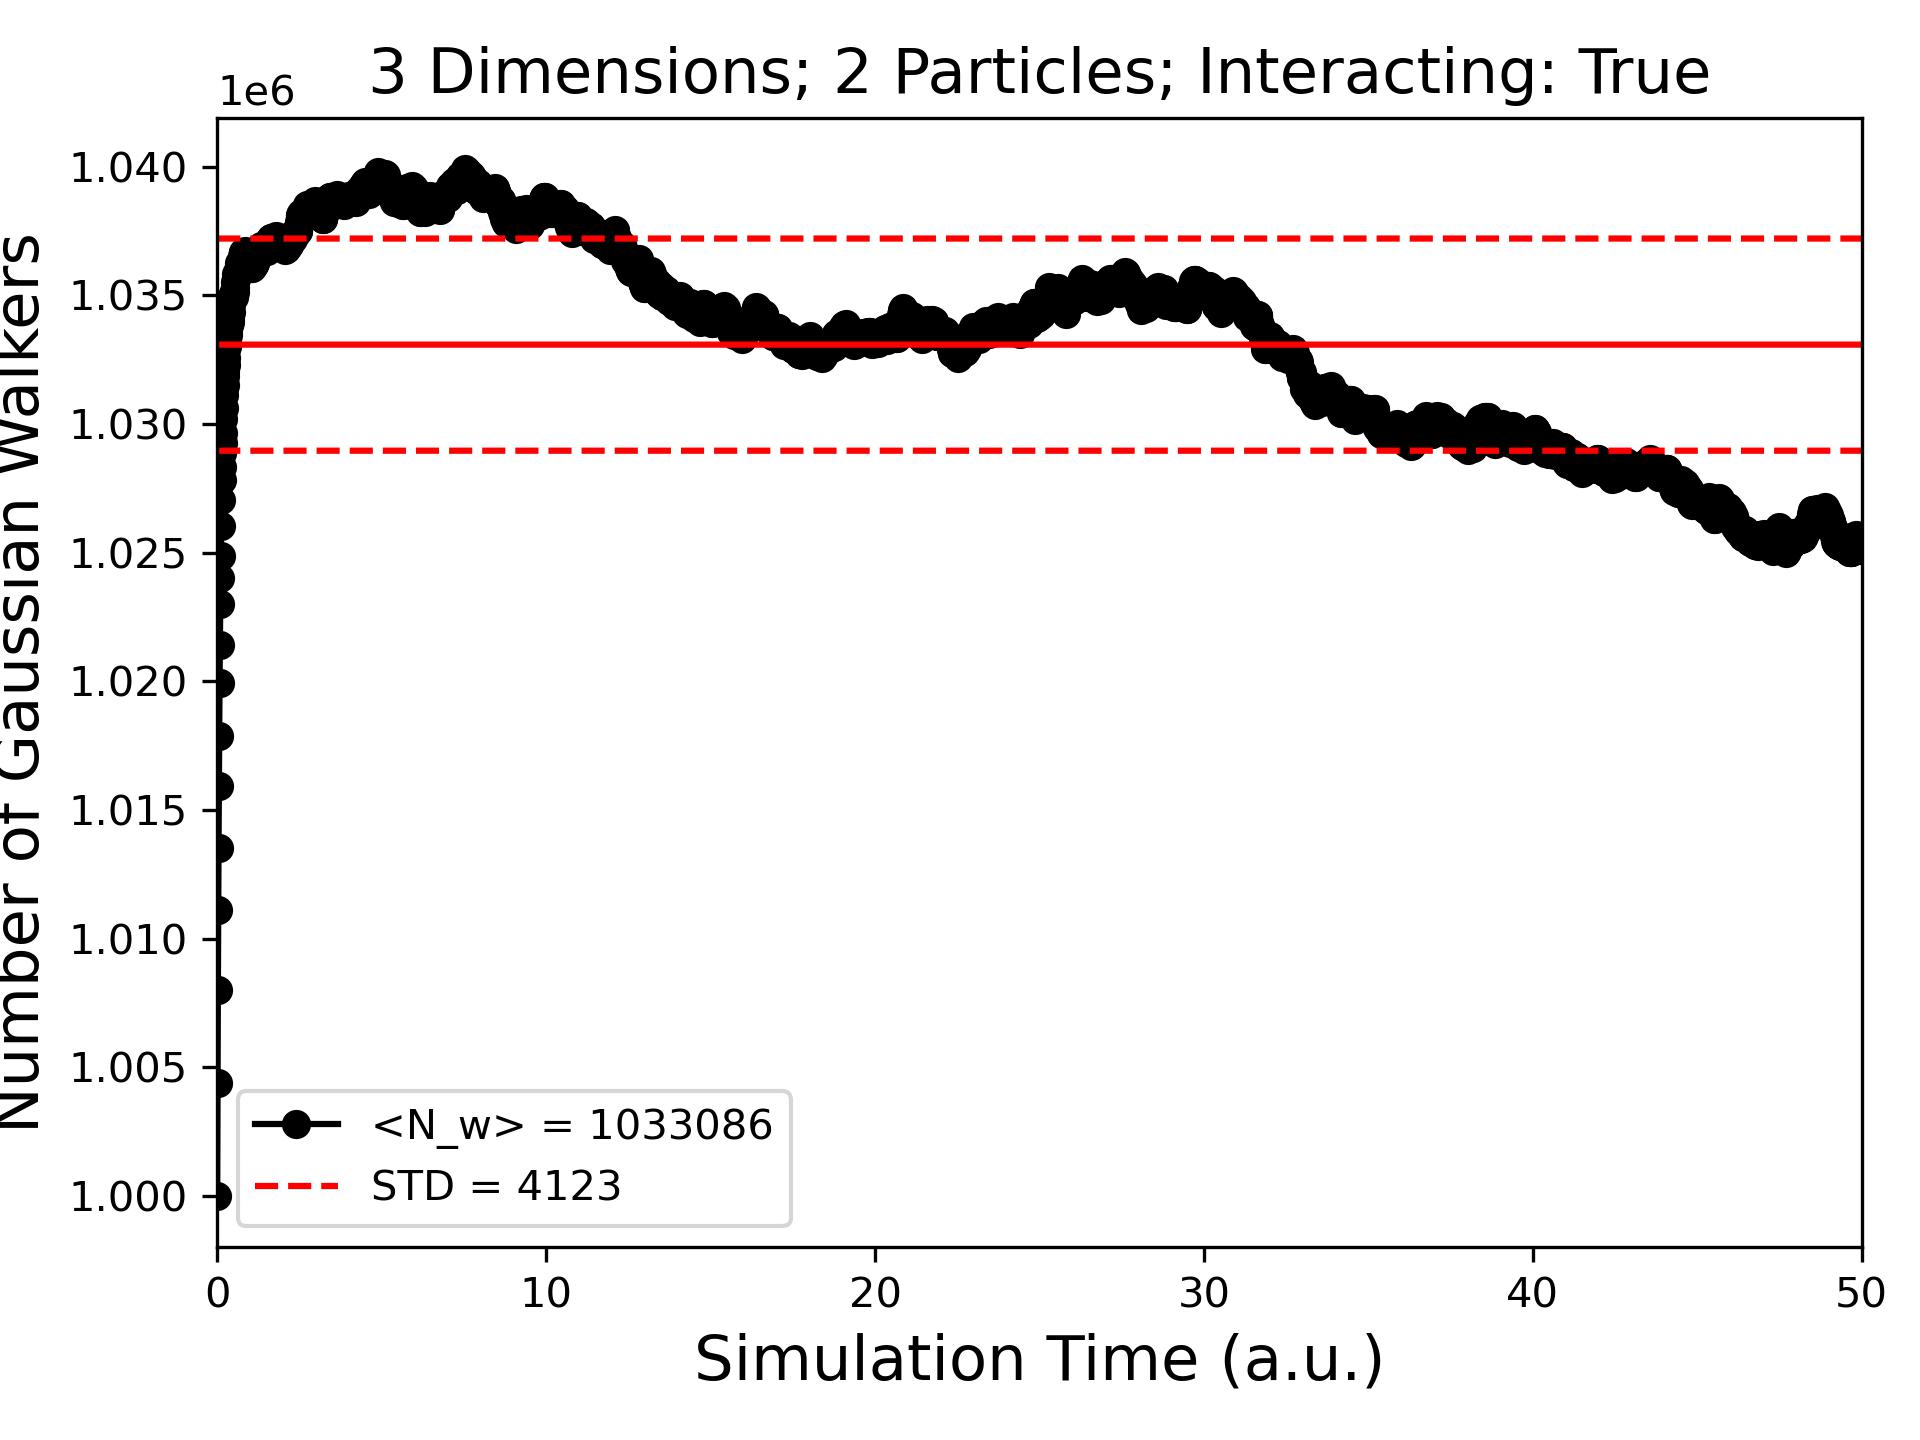 3 Dimensions; 2 Particles; Interacting: True
1e6
1.040
1.035
1.030
1.025
1.020
1.015
1.010
1.005
1.000
Number of Gaussian Walkers
<N_w> = 1033086
STD = 4123
0 10 20 30 40 50
Simulation Time (a.u.)